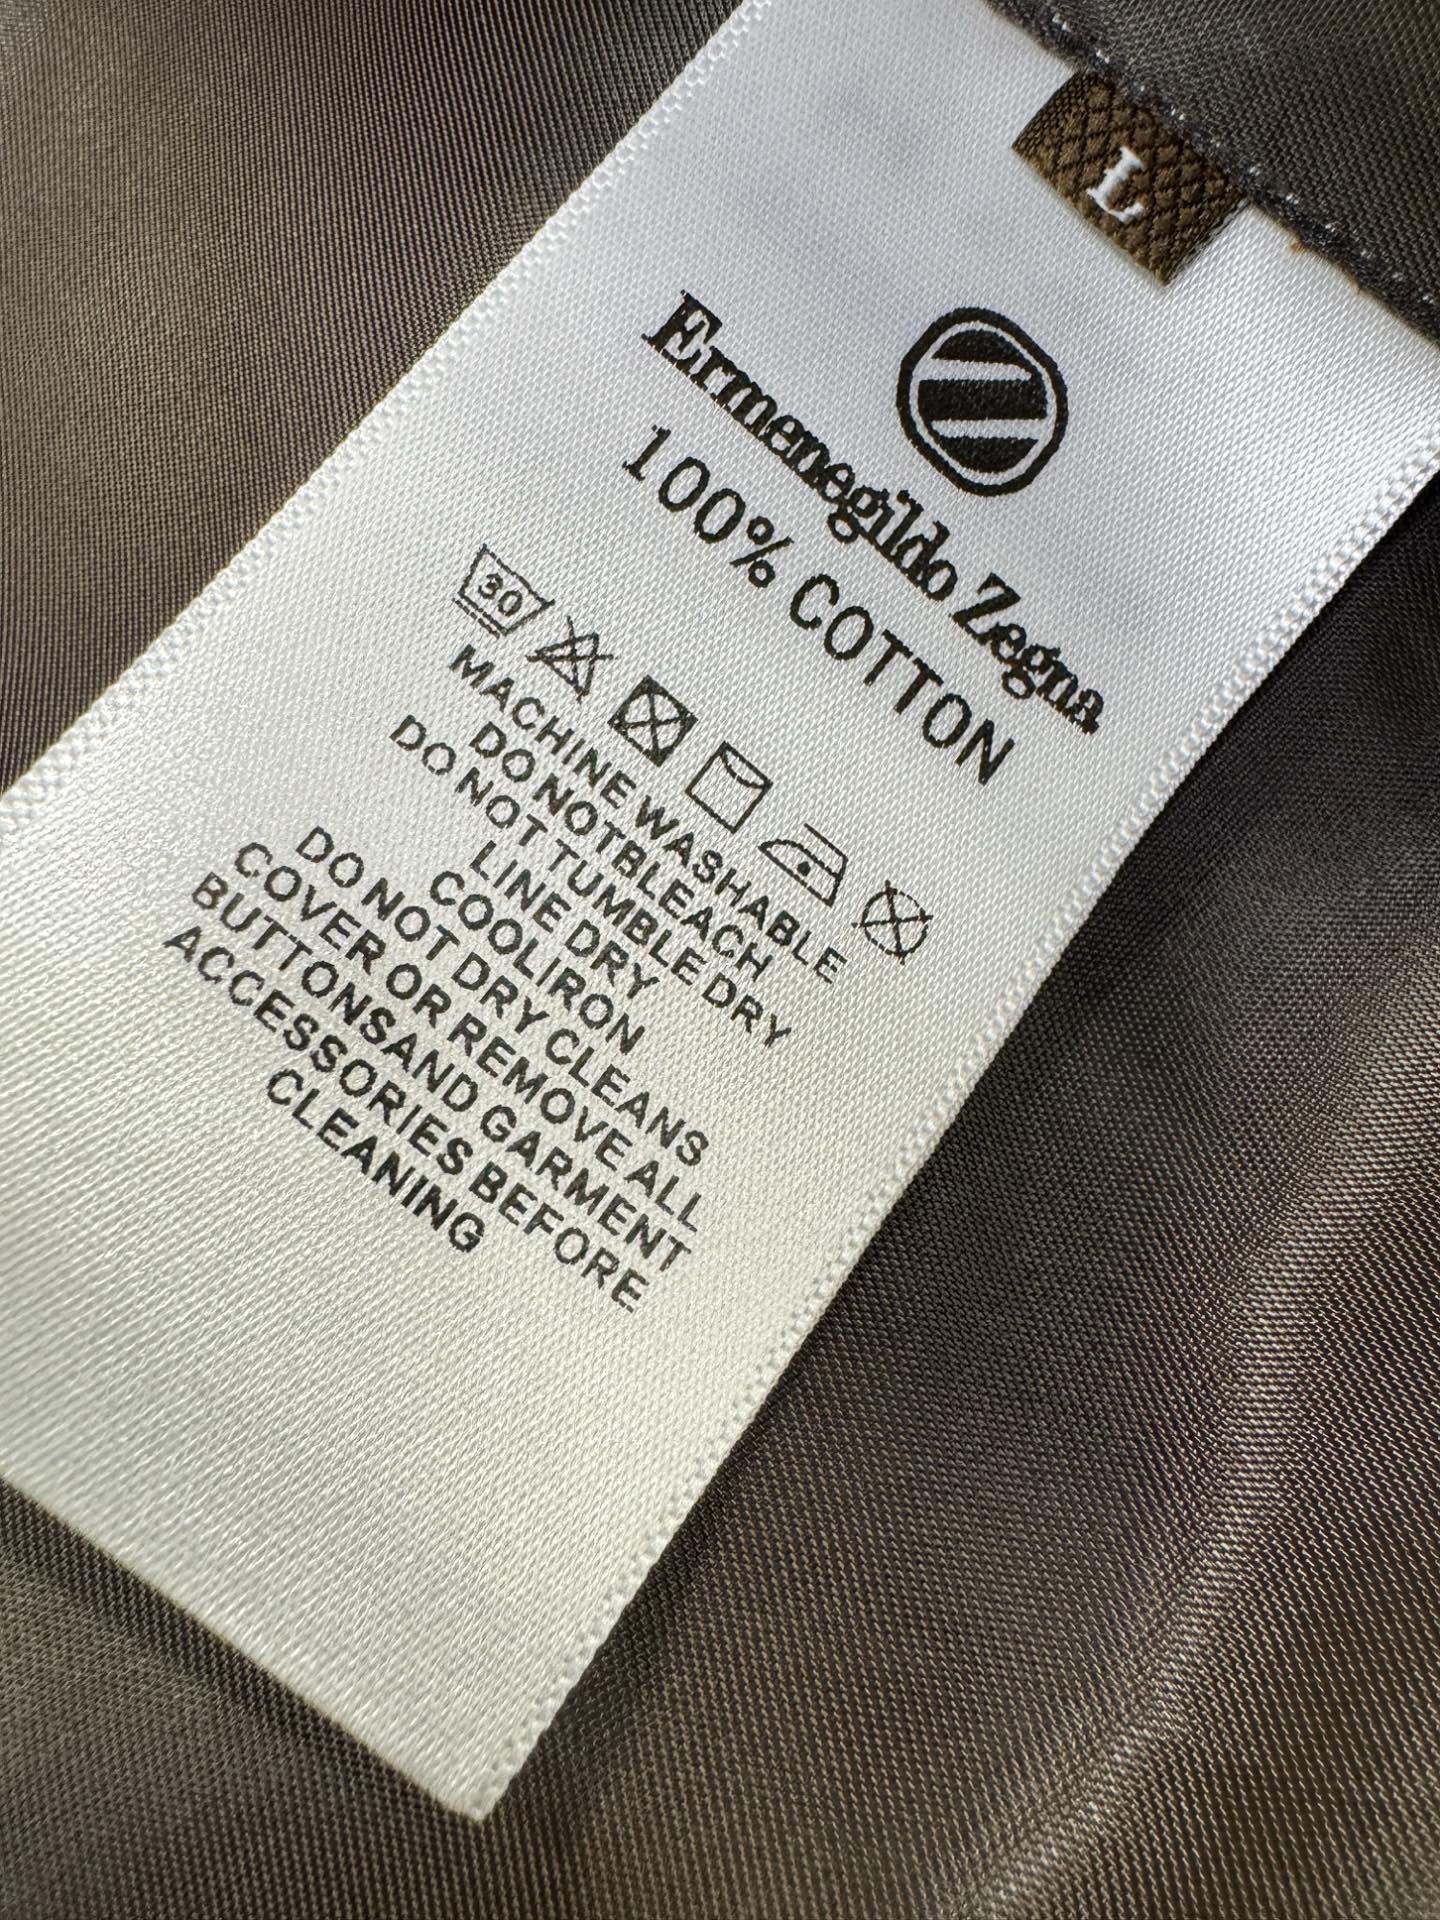 L
Ermenegildo Zegna
100% COTTON
30
MACHINE WASHABLE
DO NOTBLEACH
DO NOT TUMBLE DRY
LINE DRY
COOLIRON
DO NOT DRY CLEANS
COVER OR REMOVE ALL
BUTTONSAND GARMENT
ACCESSORIES BEFORE
CLEANING